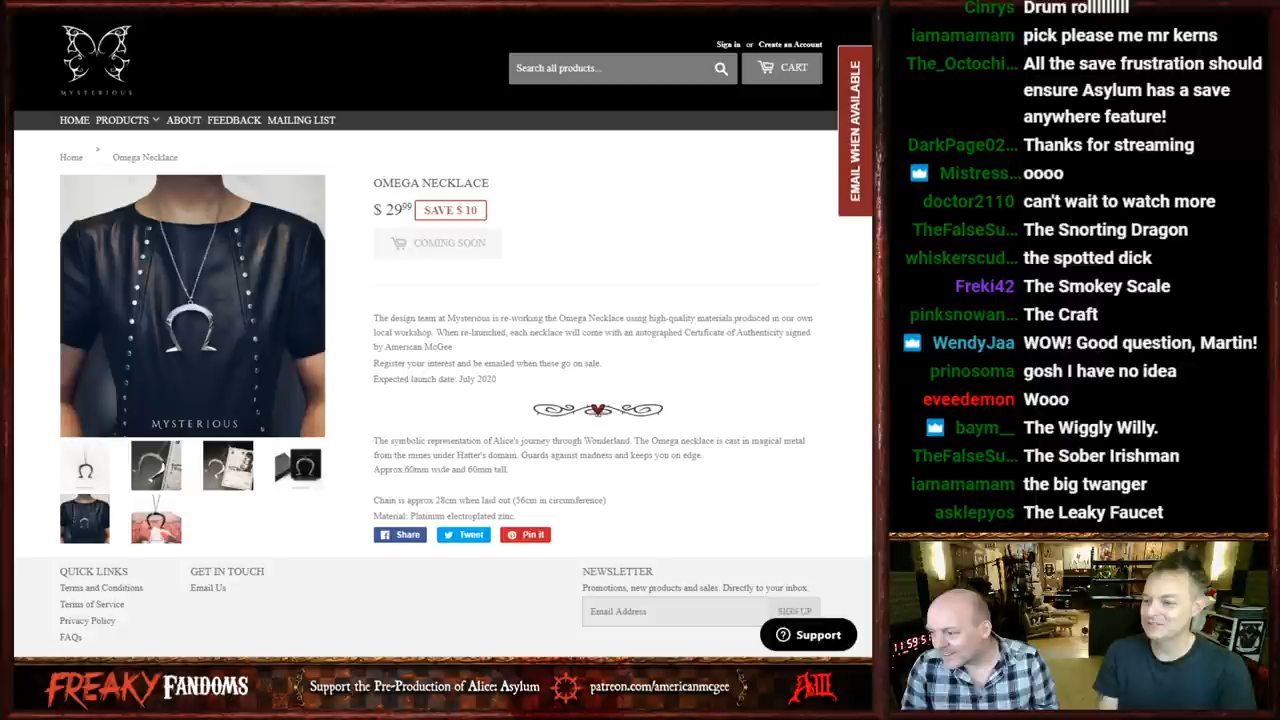 MYSTERIOUS
Sign in or Create an Account
Search all products...
CART
HOME PRODUCTS ABOUT FEEDBACK MAILING LIST
EMAIL WHEN AVAILABLE
Home > Omega Necklace
MYSTERIOUS
OMEGA NECKLACE
$ 29⁹⁹ SAVE $ 10
COMING SOON
The design team at Mysterious is re-working the Omega Necklace using high-quality materials produced in our own
local workshop. When re-launched, each necklace will come with an autographed Certificate of Authenticity signed
by American McGee
Register your interest and be emailed when these go on sale.
Expected launch date: July 2020
The symbolic representation of Alice's journey through Wonderland. The Omega necklace is cast in magical metal
from the mines under Hatter's domain. Guards against madness and keeps you on edge.
Approx.60mm wide and 60mm tall.
Chain is approx 28cm when laid out (56cm in circumference)
Material: Platinum electroplated zinc.
Share Tweet Pin it
QUICK LINKS
Terms and Conditions
Terms of Service
Privacy Policy
FAQs
GET IN TOUCH
Email Us
NEWSLETTER
Promotions, new products and sales. Directly to your inbox.
Email Address SIGN UP
Support
Cinrys Drum rolllllllll
iamamamam pick please me mr kerns
The_Octochi... All the save frustration should
ensure Asylum has a save
anywhere feature!
DarkPage02... Thanks for streaming
Mistress... oooo
doctor2110 can't wait to watch more
TheFalseSu... The Snorting Dragon
whiskerscud... the spotted dick
Freki42 The Smokey Scale
pinksnowan... The Craft
WendyJaa WOW! Good question, Martin!
prinosoma gosh I have no idea
eveedemon Wooo
baym__ The Wiggly Willy.
TheFalseSu... The Sober Irishman
iamamamam the big twanger
asklepyos The Leaky Faucet
FREAKY FANDOMS
Support the Pre-Production of Alice: Asylum
patreon.com/americanmcgee